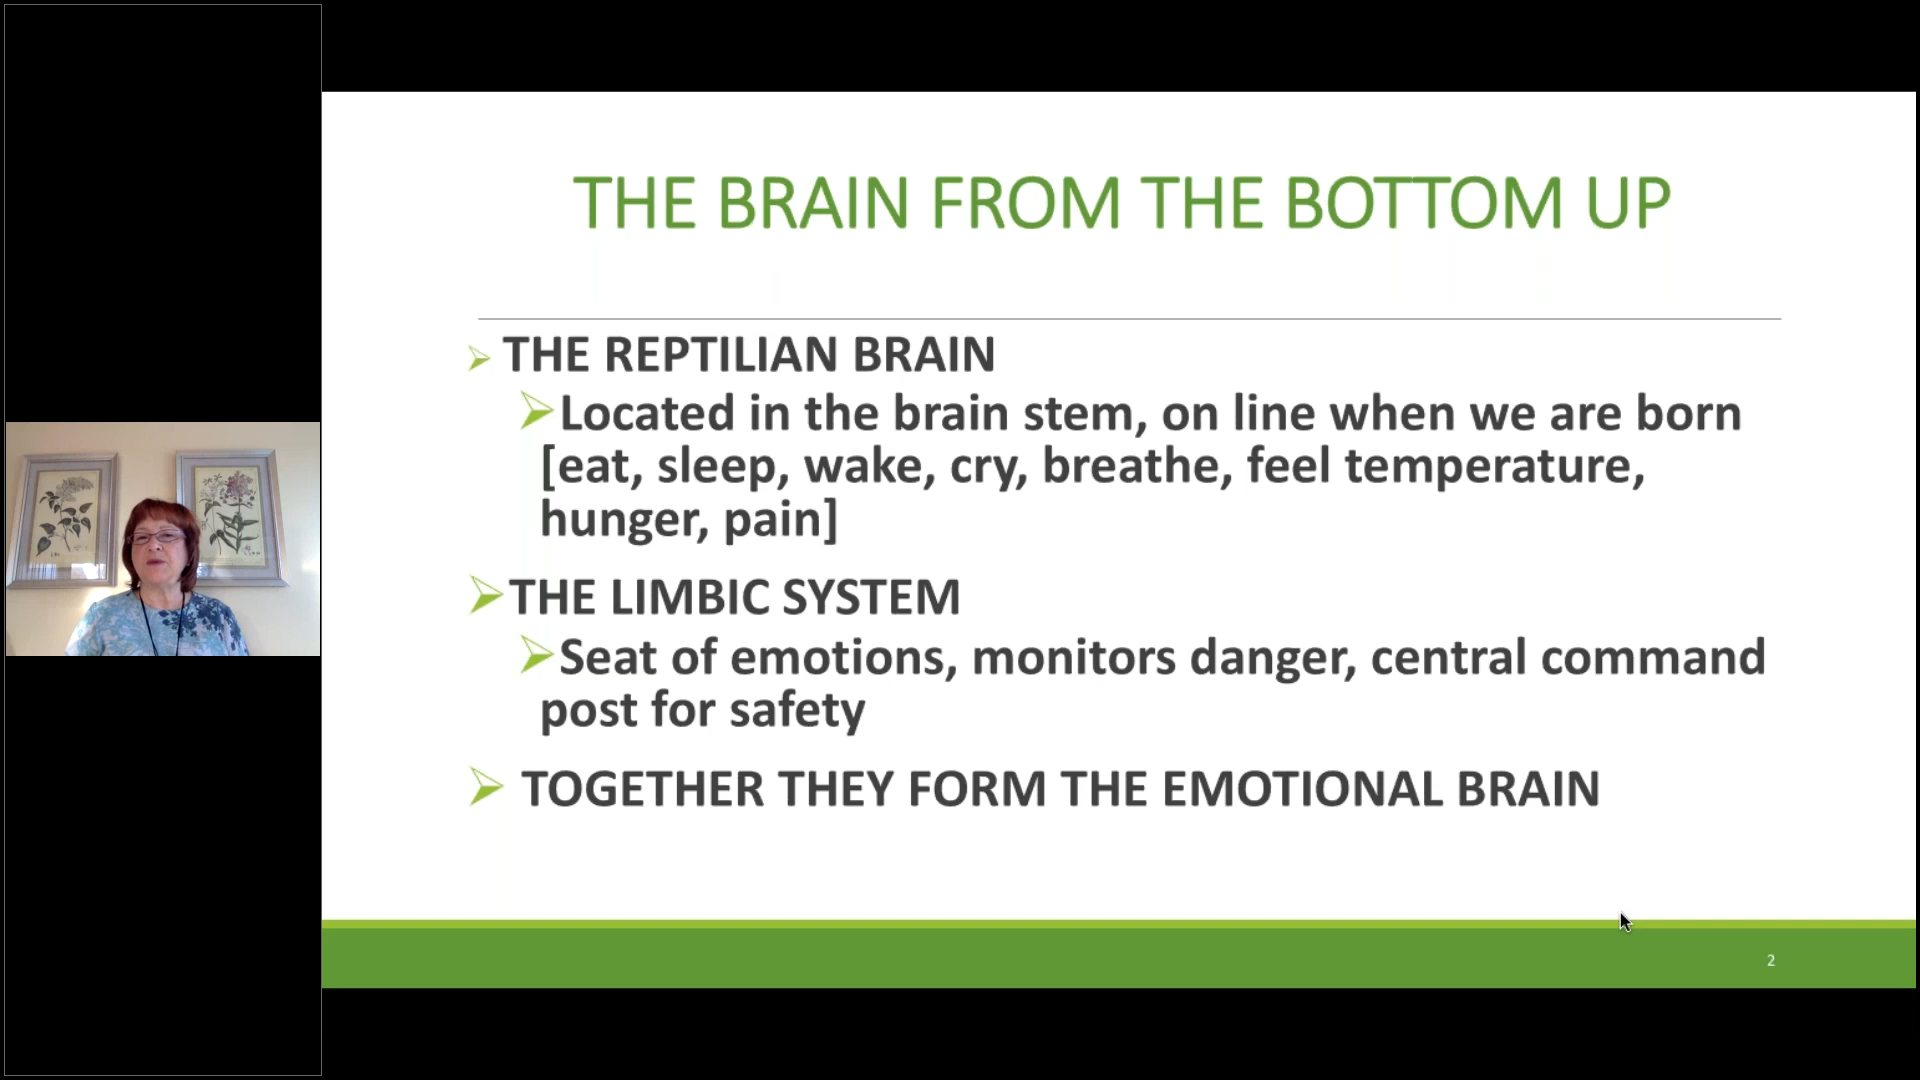 THE BRAIN FROM THE BOTTOM UP
THE REPTILIAN BRAIN
Located in the brain stem, on line when we are born
[eat, sleep, wake, cry, breathe, feel temperature,
hunger, pain]
THE LIMBIC SYSTEM
Seat of emotions, monitors danger, central command
post for safety
TOGETHER THEY FORM THE EMOTIONAL BRAIN
2